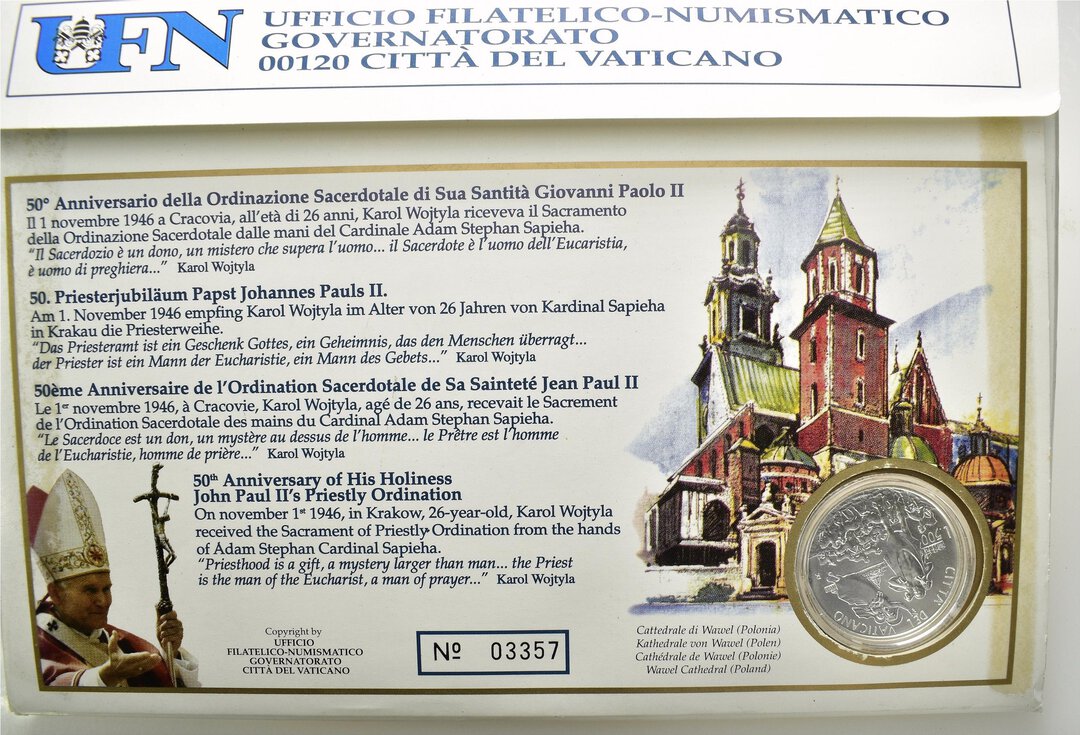 UFN
UFFICIO FILATELICO-NUMISMATICO
GOVERNATORATO
00120 CITTÀ DEL VATICANO
50° Anniversario della Ordinazione Sacerdotale di Sua Santità Giovanni Paolo II
Il 1 novembre 1946 a Cracovia, all'età di 26 anni, Karol Wojtyla riceveva il Sacramento
della Ordinazione Sacerdotale dalle mani del Cardinale Adam Stephan Sapieha.
"Il Sacerdozio è un dono, un mistero che supera l'uomo... il Sacerdote è l'uomo dell'Eucaristia,
è uomo di preghiera..." Karol Wojtyla
50. Priesterjubiläum Papst Johannes Pauls II.
Am 1. November 1946 empfing Karol Wojtyla im Alter von 26 Jahren von Kardinal Sapieha
in Krakau die Priesterweihe.
"Das Priesteramt ist ein Geschenk Gottes, ein Geheimnis, das den Menschen überragt...
der Priester ist ein Mann der Eucharistie, ein Mann des Gebets..." Karol Wojtyla
50ème Anniversaire de l'Ordination Sacerdotale de Sa Sainteté Jean Paul II
Le 1er novembre 1946, à Cracovie, Karol Wojtyla, agé de 26 ans, recevait le Sacrement
de l'Ordination Sacerdotale des mains du Cardinal Adam Stephan Sapieha.
"Le Sacerdoce est un don, un mystère au dessus de l'homme... le Prêtre est l'homme
de l'Eucharistie, homme de prière..." Karol Wojtyla
50th Anniversary of His Holiness
John Paul II's Priestly Ordination
On november 1st 1946, in Krakow, 26-year-old, Karol Wojtyla
received the Sacrament of Priestly Ordination from the hands
of Adam Stephan Cardinal Sapieha.
"Priesthood is a gift, a mystery larger than man... the Priest
is the man of the Eucharist, a man of prayer..." Karol Wojtyla
Copyright by
UFFICIO
FILATELICO-NUMISMATICO
GOVERNATORATO
CITTÀ DEL VATICANO
Nº 03357
Cattedrale di Wawel (Polonia)
Kathedrale von Wawel (Polen)
Cathédrale de Wawel (Polonie)
Wawel Cathedral (Poland)
CITTÀ DEL VATICANO
500